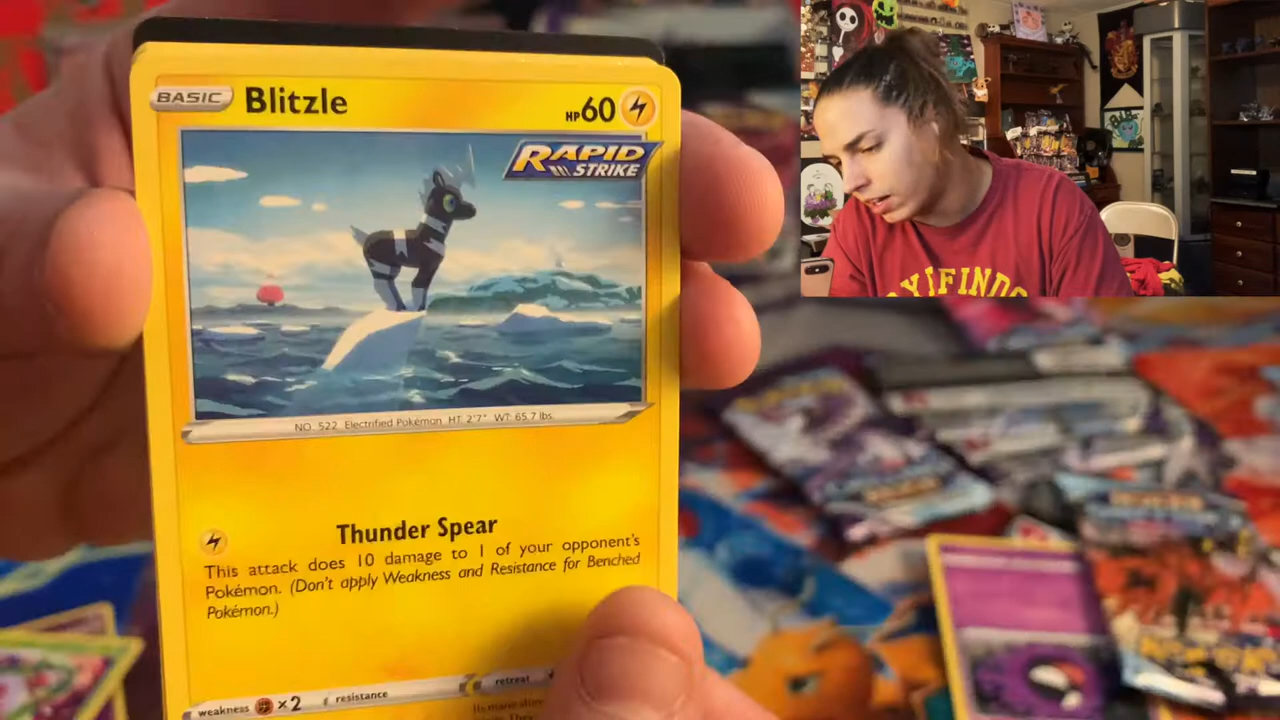 BASIC Blitzle HP 60
RAPID STRIKE
NO. 522 Electrified Pokémon HT: 2'7" WT: 65.7 lbs.
Thunder Spear
This attack does 10 damage to 1 of your opponent's
Pokémon. (Don't apply Weakness and Resistance for Benched
Pokémon.)
weakness ×2 resistance retreat